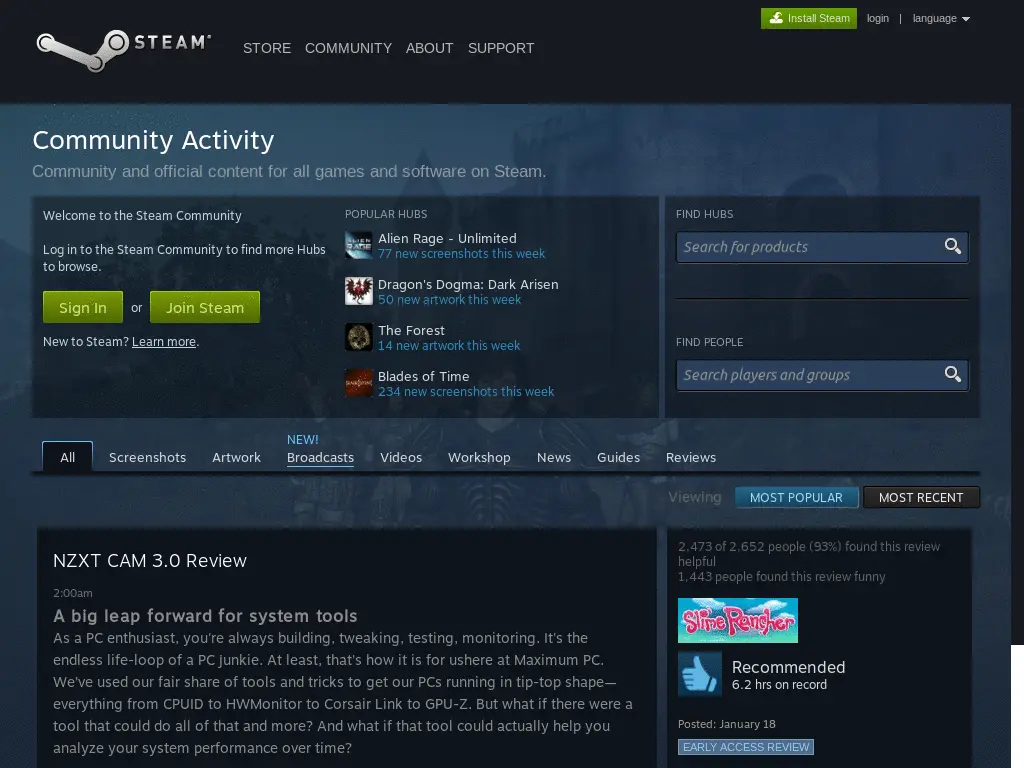 Install Steam login | language
STEAM STORE COMMUNITY ABOUT SUPPORT
Community Activity
Community and official content for all games and software on Steam.
Welcome to the Steam Community
Log in to the Steam Community to find more Hubs
to browse.
Sign In or Join Steam
New to Steam? Learn more.
POPULAR HUBS
Alien Rage - Unlimited
77 new screenshots this week
Dragon's Dogma: Dark Arisen
50 new artwork this week
The Forest
14 new artwork this week
Blades of Time
234 new screenshots this week
FIND HUBS
Search for products
FIND PEOPLE
Search players and groups
NEW!
All Screenshots Artwork Broadcasts Videos Workshop News Guides Reviews
Viewing MOST POPULAR MOST RECENT
NZXT CAM 3.0 Review
2:00am
A big leap forward for system tools
As a PC enthusiast, you're always building, tweaking, testing, monitoring. It's the
endless life-loop of a PC junkie. At least, that's how it is for ushere at Maximum PC.
We've used our fair share of tools and tricks to get our PCs running in tip-top shape—
everything from CPUID to HWMonitor to Corsair Link to GPU-Z. But what if there were a
tool that could do all of that and more? And what if that tool could actually help you
analyze your system performance over time?
2,473 of 2,652 people (93%) found this review
helpful
1,443 people found this review funny
Slime Rancher
Recommended
6.2 hrs on record
Posted: January 18
EARLY ACCESS REVIEW